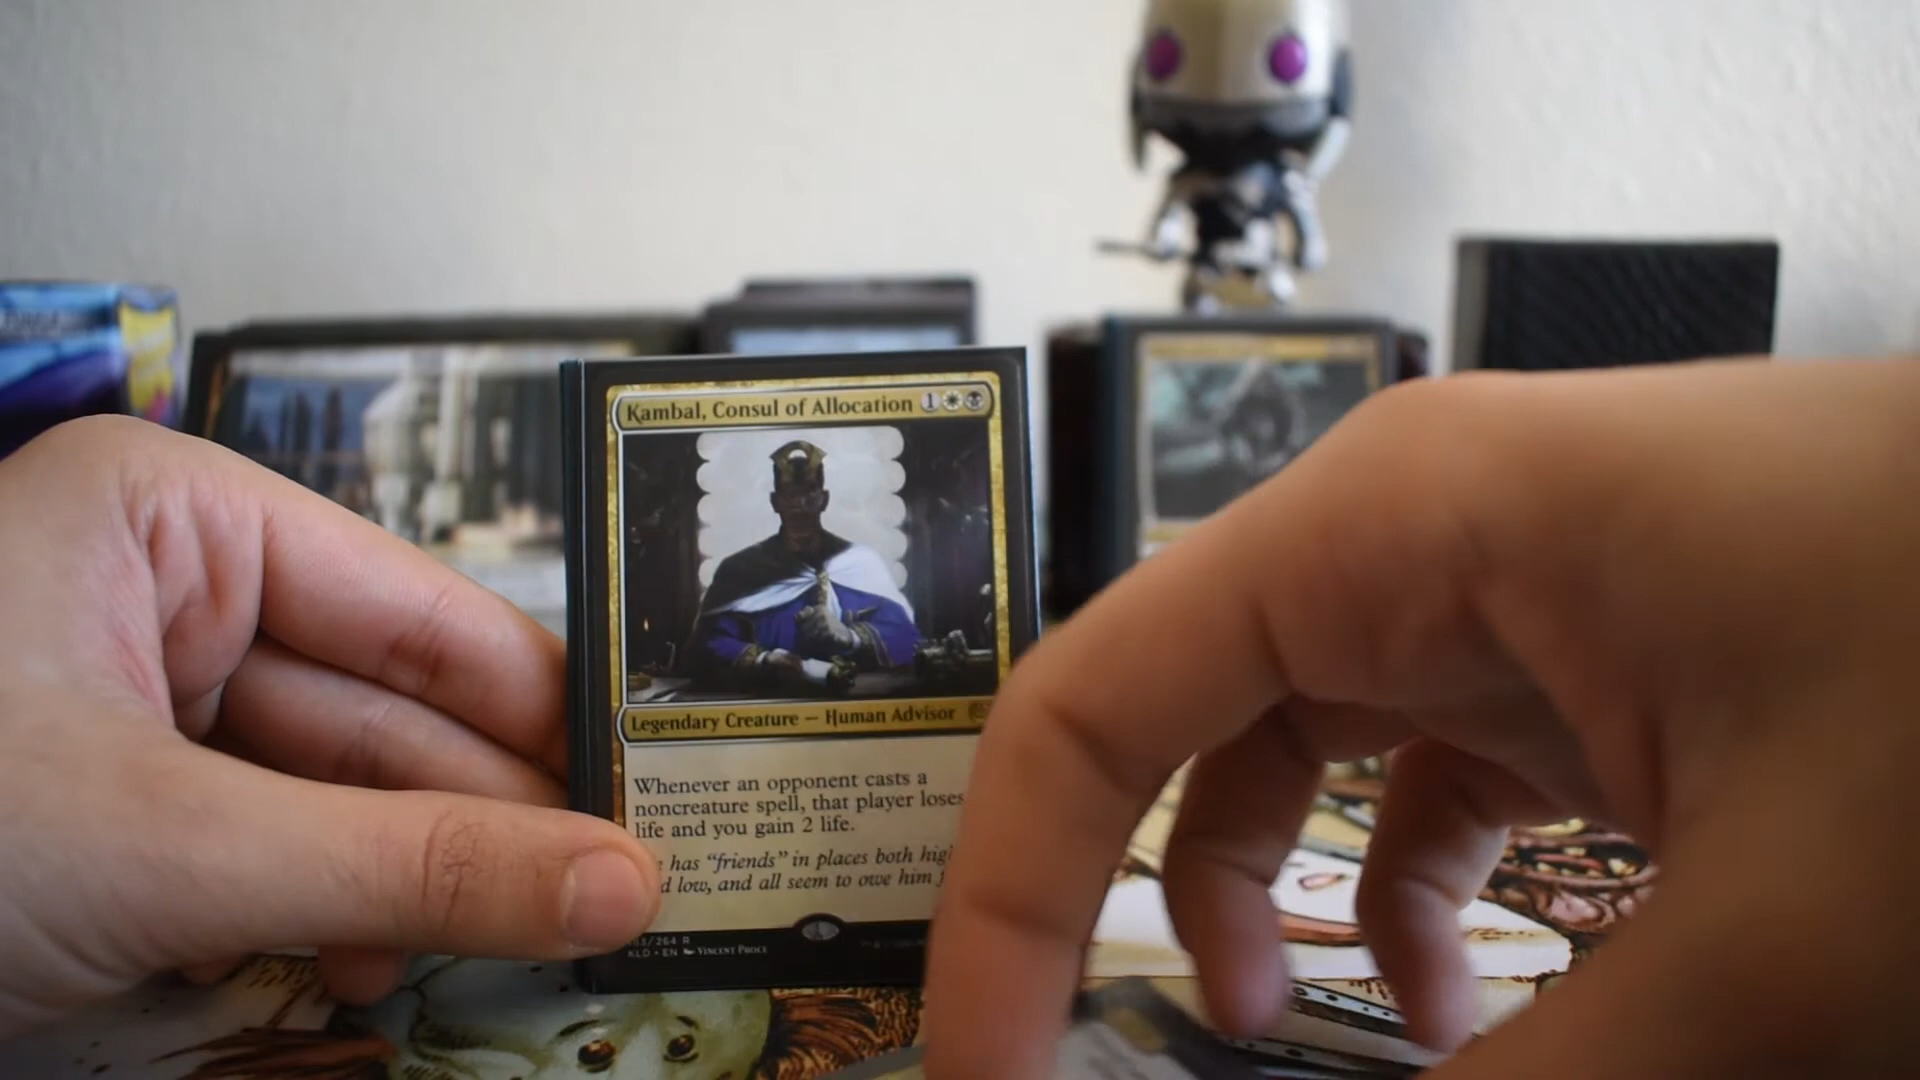 Kambal, Consul of Allocation 1
Legendary Creature — Human Advisor
Whenever an opponent casts a
noncreature spell, that player loses
life and you gain 2 life.
has “friends” in places both
low, and all seem to owe him
/264 R
KLD • EN VINCENT PROCE